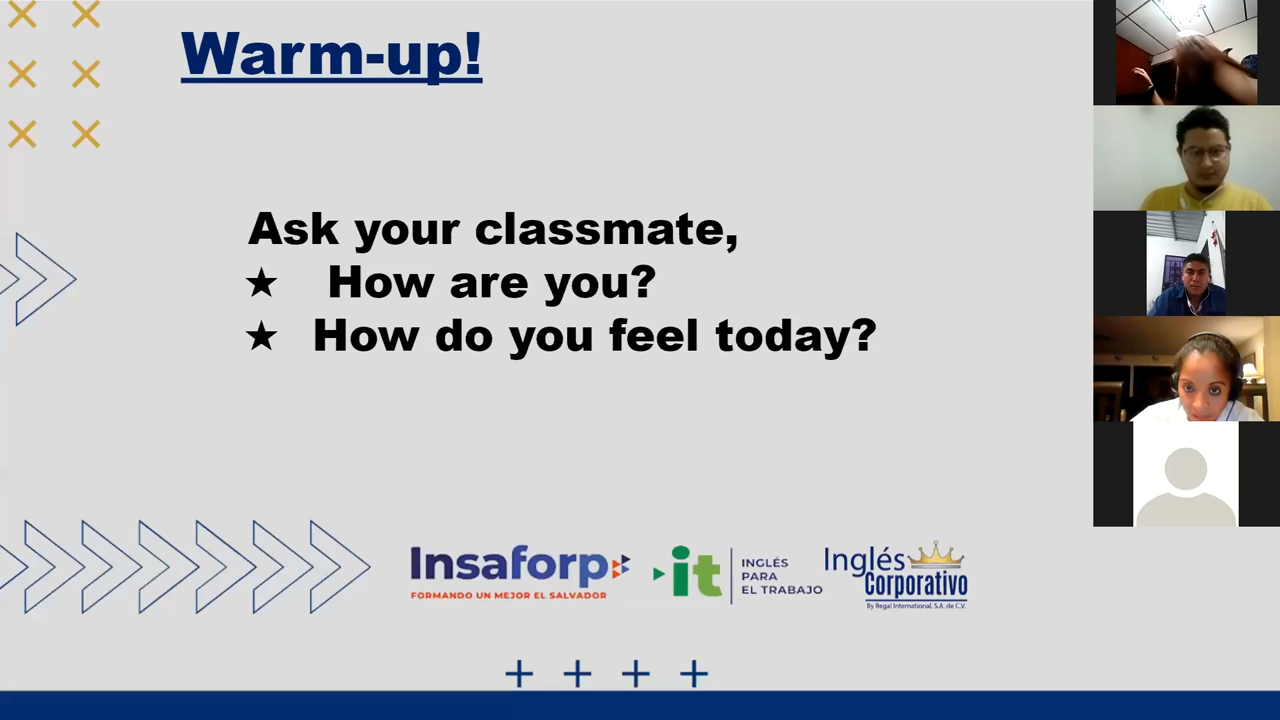 Warm-up!
Ask your classmate,
★ How are you?
★ How do you feel today?
Insaforp
FORMANDO UN MEJOR EL SALVADOR
it
INGLÉS
PARA
EL TRABAJO
Inglés
Corporativo
By Regal International, S.A. de C.V.